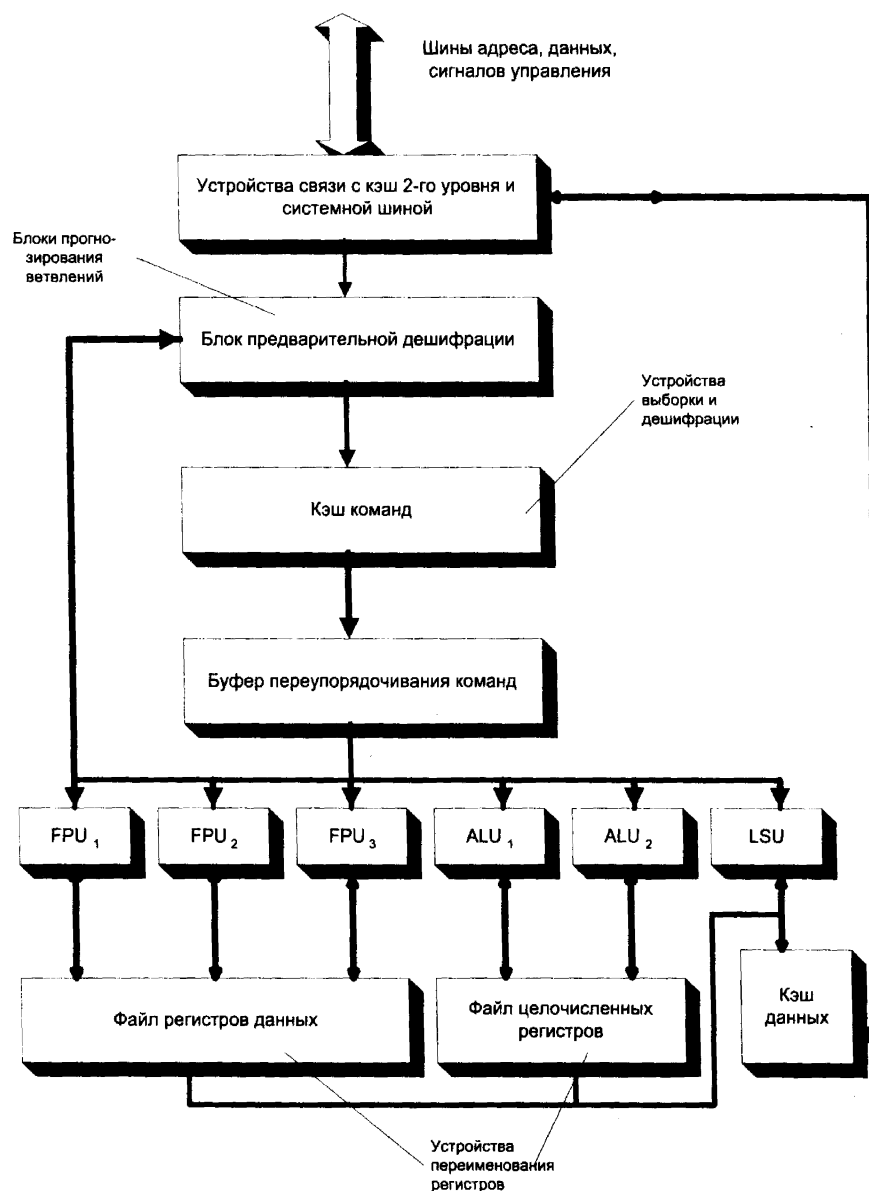 Шины адреса, данных,
сигналов управления
Устройства связи с кэш 2-го уровня и
системной шиной
Блоки прогно-
зирования
ветвлений
Блок предварительной дешифрации
Устройства
выборки и
дешифрации
Кэш команд
Буфер переупорядочивания команд
FPU 1
FPU 2
FPU 3
ALU 1
ALU 2
LSU
Файл регистров данных
Файл целочисленных
регистров
Кэш
данных
Устройства
переименования
регистров